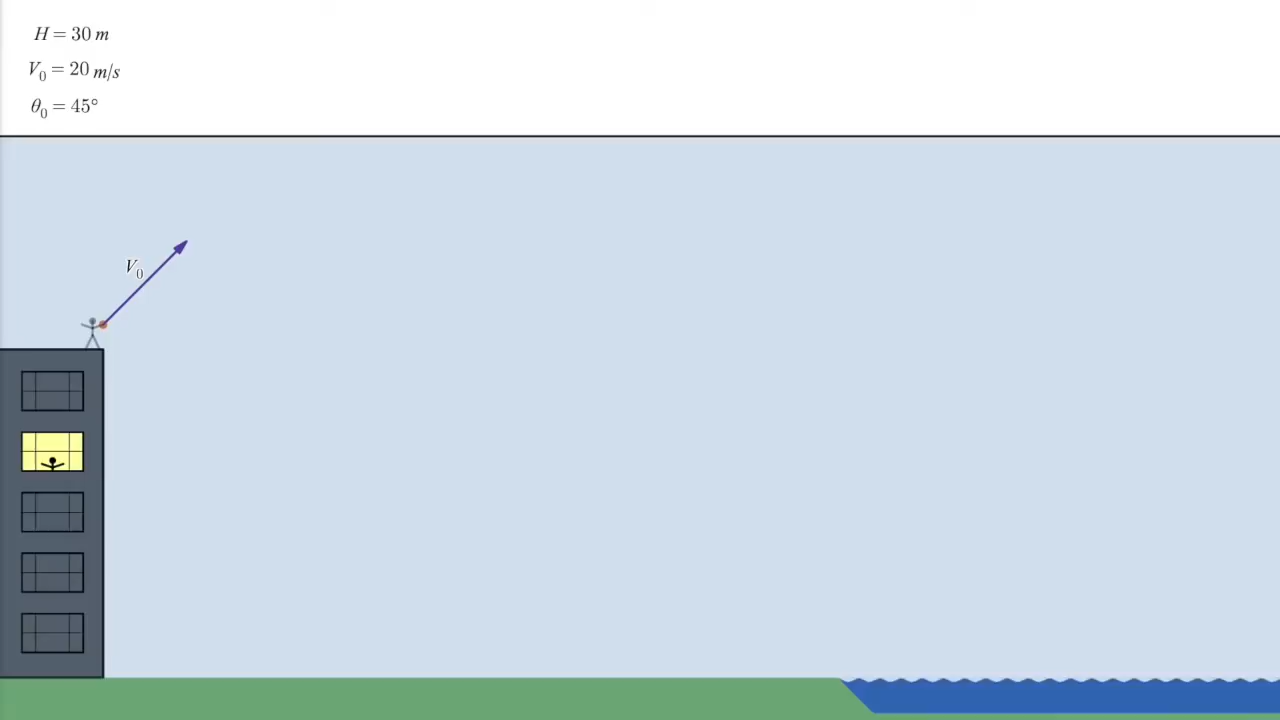 H = 30 m
V₀ = 20 m/s
θ₀ = 45°
V₀